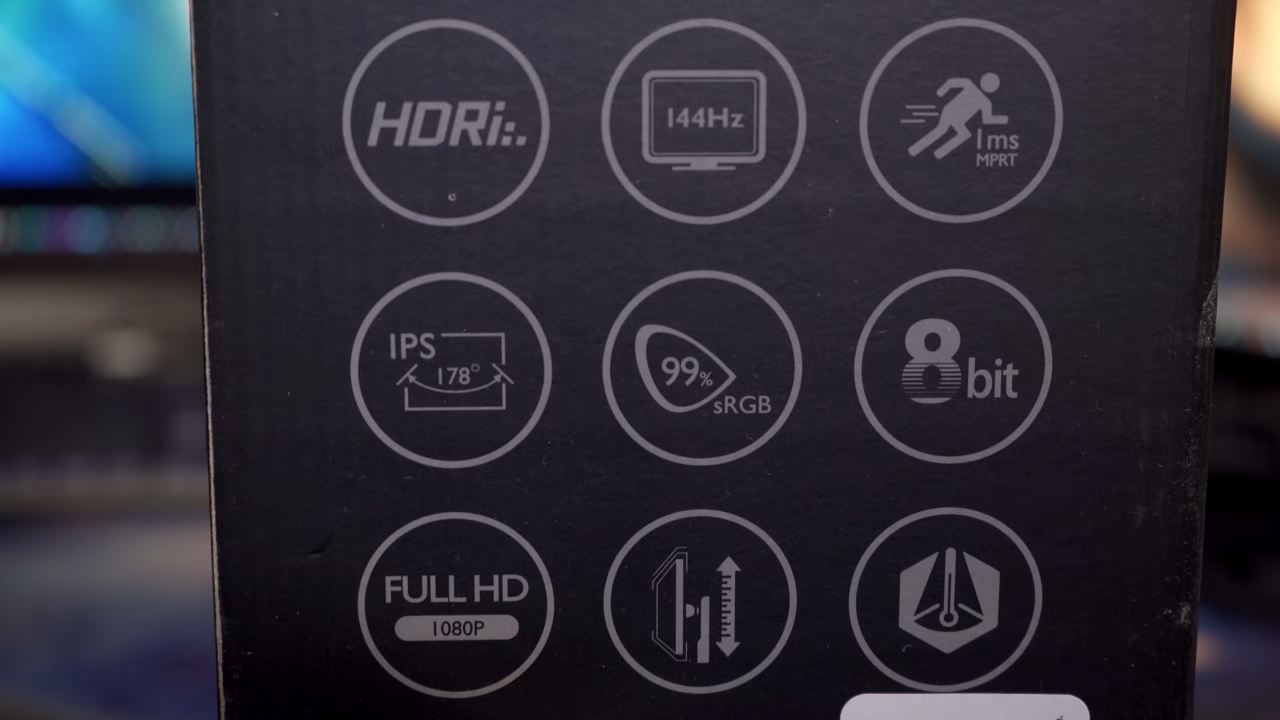 HDRi
144Hz
1ms
MPRT
IPS
178°
99%
sRGB
8bit
FULL HD
1080P